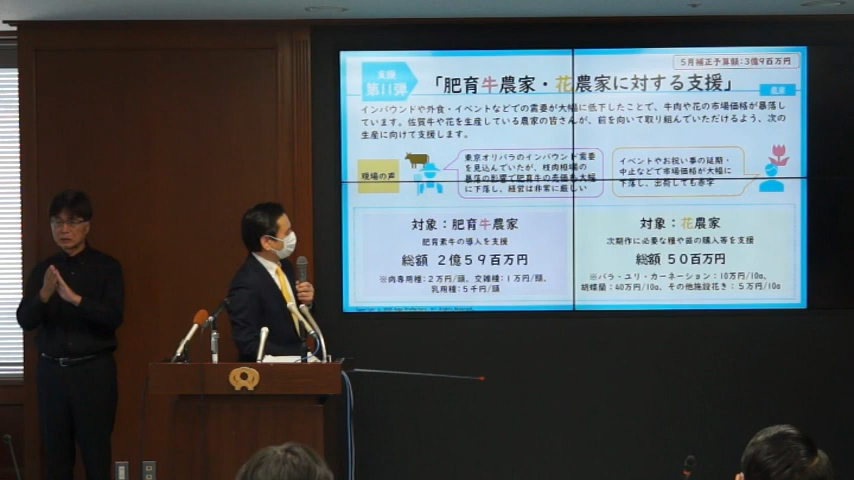 5月補正予算額:3億9百万円
支援
第11弾
「肥育牛農家・花農家に対する支援」
インバウンドや外食・イベントなどでの需要が大幅に低下したことで、牛肉や花の市場価格が暴落し
ています。佐賀牛や花を生産している農家の皆さんが、前を向いて取り組んでいただけるよう、次の
生産に向けて支援します。
現場の声
東京オリパラのインバウンド需要
を見込んでいたが、枝肉相場の
暴落の影響で肥育牛の売価も大幅
に下落し、経営は非常に厳しい
イベントやお祝い事の延期・
中止などで市場価格が大幅に
下落し、出荷しても赤字
対象:肥育牛農家
肥育素牛の導入を支援
総額 2億59百万円
※肉専用種:2万円/頭、交雑種:1万円/頭、
乳用種:5千円/頭
対象:花農家
次期作に必要な種や苗の購入等を支援
総額 50百万円
※バラ・ユリ・カーネーション:10万円/10a、
胡蝶蘭:40万円/10a、その他施設花き:5万円/10a